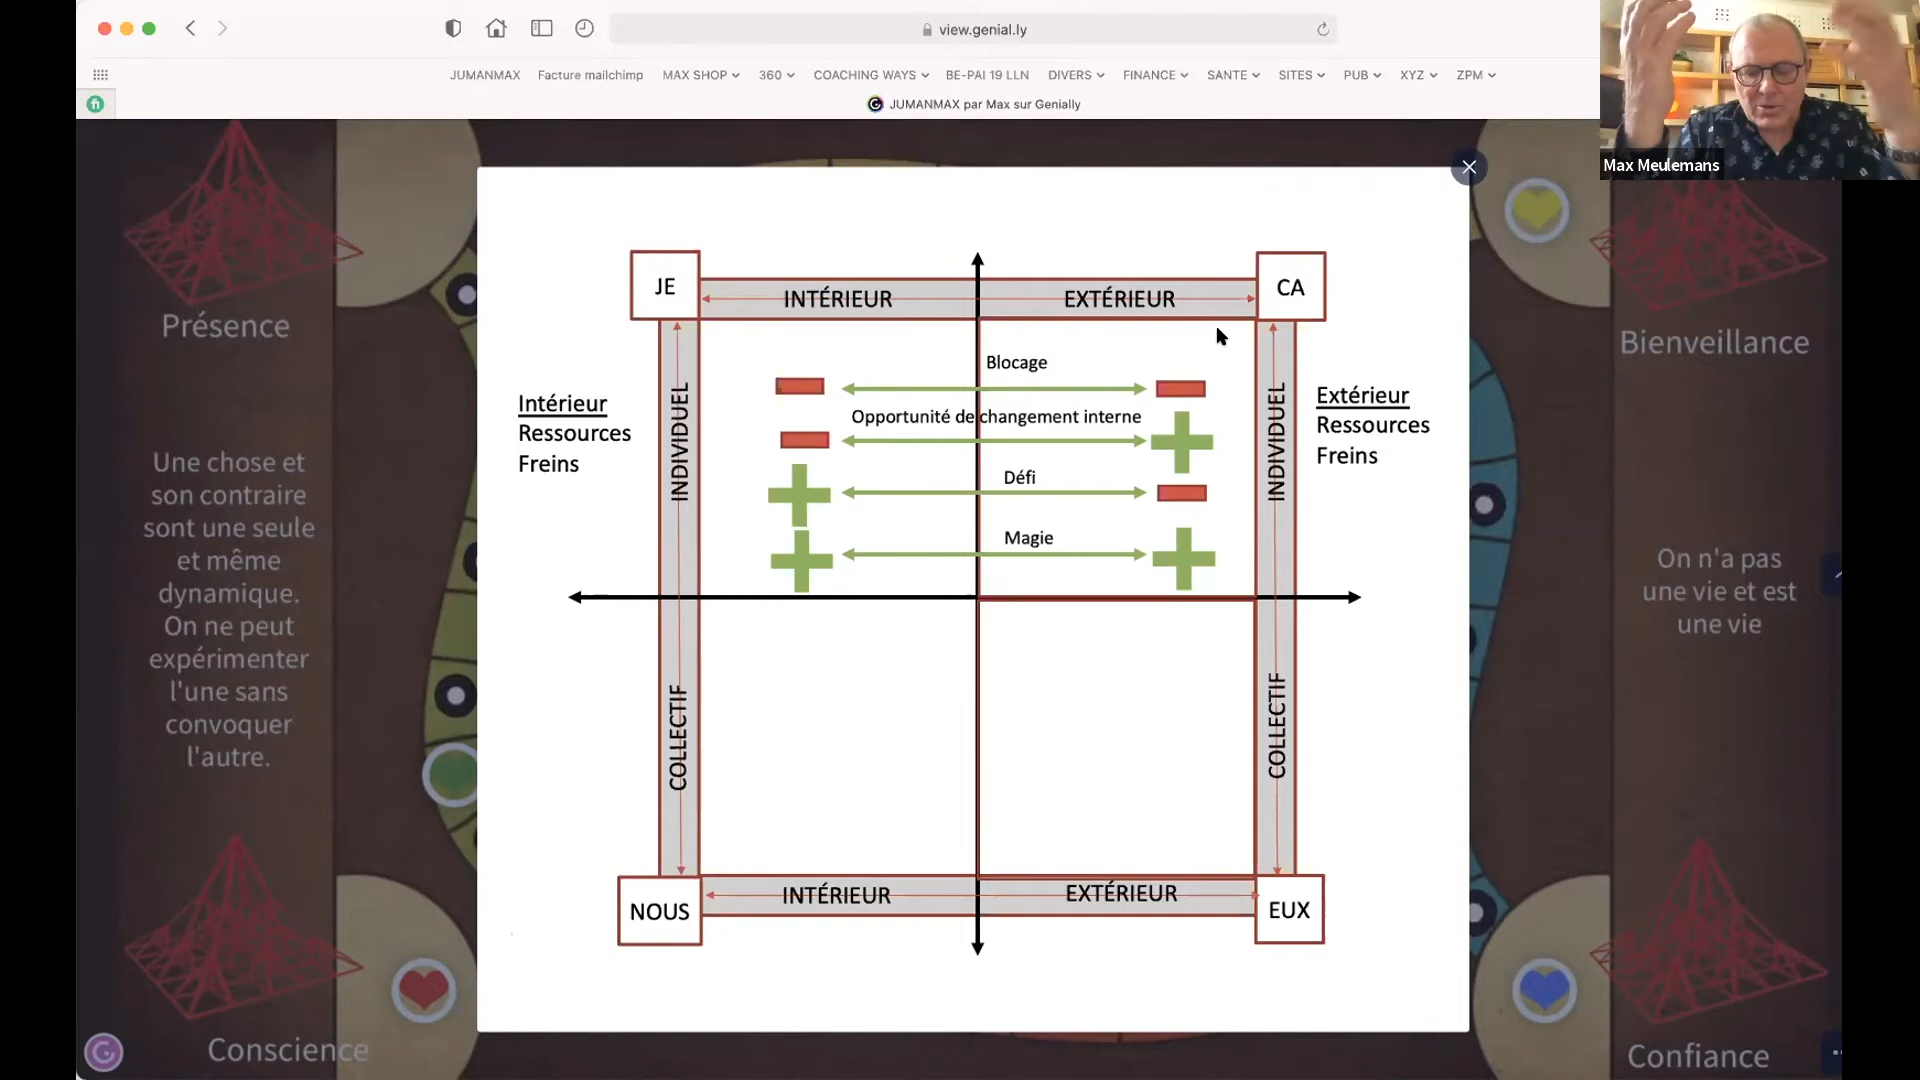 view.genial.ly
JUMANMAX
Facture mailchimp
MAX SHOP
360
COACHING WAYS
BE-PAI 19 LLN
DIVERS
FINANCE
SANTE
SITES
PUB
XYZ
ZPM
JUMANMAX par Max sur Genially
Max Meulemans
Présence
Une chose et
son contraire
sont une seule
et même
dynamique.
On ne peut
expérimenter
l'une sans
convoquer
l'autre.
Conscience
JE
INTÉRIEUR
EXTÉRIEUR
CA
Intérieur
Ressources
Freins
INDIVIDUEL
Blocage
Opportunité de changement interne
Défi
Magie
INDIVIDUEL
Extérieur
Ressources
Freins
COLLECTIF
COLLECTIF
NOUS
INTÉRIEUR
EXTÉRIEUR
EUX
Bienveillance
On n'a pas
une vie et est
une vie
Confiance